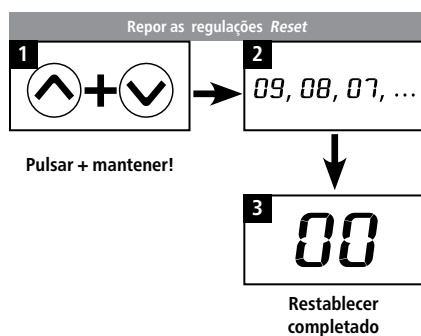 Repor as regulações Reset
1
+
2
09, 08, 07, ...
Pulsar + mantener!
3
00
Restablecer
completado